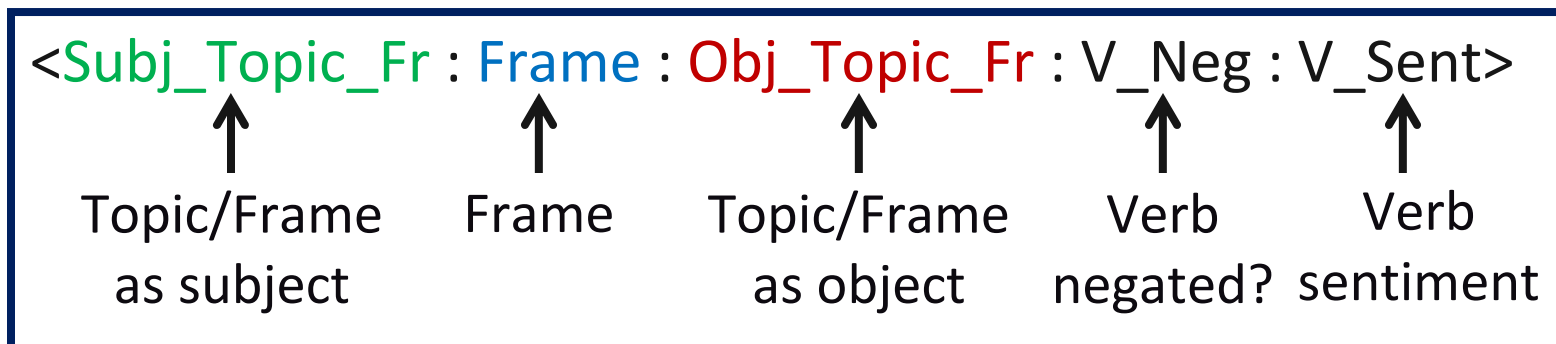 <Subj_Topic_Fr : Frame : Obj_Topic_Fr : V_Neg : V_Sent>
Topic/Frame Frame Topic/Frame Verb Verb
as subject as object negated? sentiment